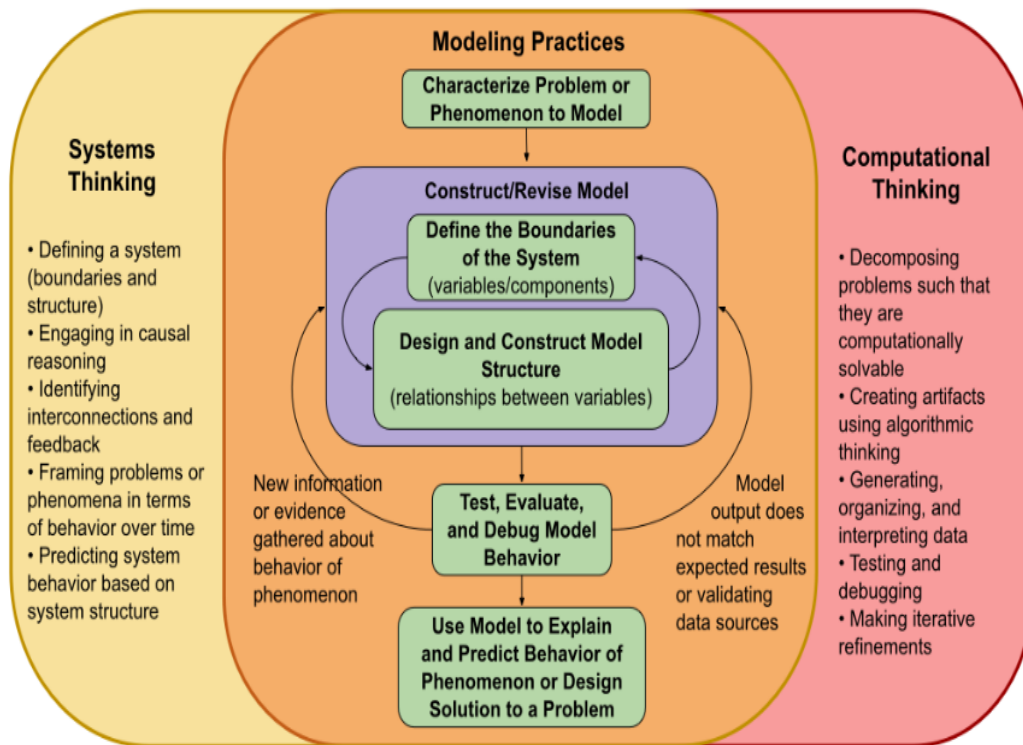 Modeling Practices
Characterize Problem or
Phenomenon to Model
Systems
Thinking
• Defining a system
(boundaries and
structure)
• Engaging in causal
reasoning
• Identifying
interconnections and
feedback
• Framing problems or
phenomena in terms
of behavior over time
• Predicting system
behavior based on
system structure
Construct/Revise Model
Define the Boundaries
of the System
(variables/components)
Design and Construct Model
Structure
(relationships between variables)
New information
or evidence
gathered about
behavior of
phenomenon
Test, Evaluate,
and Debug Model
Behavior
Model
output does
not match
expected results
or validating
data sources
Use Model to Explain
and Predict Behavior of
Phenomenon or Design
Solution to a Problem
Computational
Thinking
• Decomposing
problems such that
they are
computationally
solvable
• Creating artifacts
using algorithmic
thinking
• Generating,
organizing, and
interpreting data
• Testing and
debugging
• Making iterative
refinements